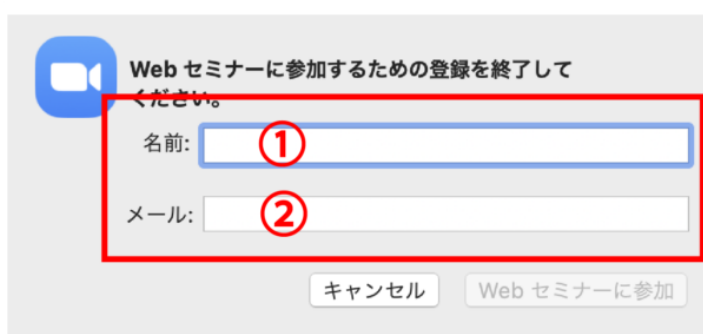 Web セミナーに参加するための登録を終了して
ください。
名前: ①
メール: ②
キャンセル Web セミナーに参加